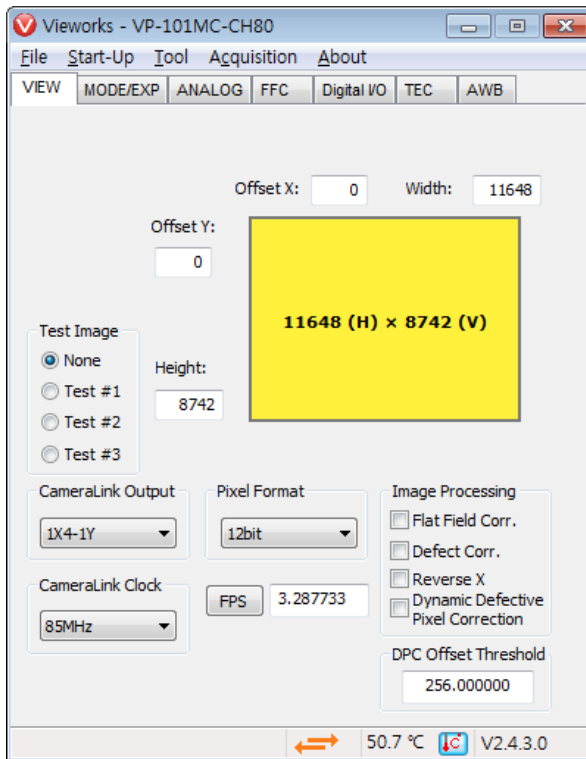 Vieworks - VP-101MC-CH80
File Start-Up Tool Acquisition About
VIEW MODE/EXP ANALOG FFC Digital I/O TEC AWB
Offset X: 0 Width: 11648
Offset Y:
0
11648 (H) × 8742 (V)
Test Image
None
Test #1
Test #2
Test #3
Height:
8742
CameraLink Output
1X4-1Y
Pixel Format
12bit
Image Processing
Flat Field Corr.
Defect Corr.
Reverse X
Dynamic Defective
Pixel Correction
CameraLink Clock
85MHz
FPS 3.287733
DPC Offset Threshold
256.000000
50.7 ℃ C V2.4.3.0